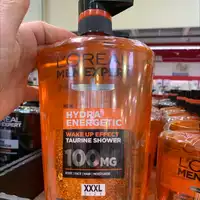 L'ORÉAL
MEN EXPERT
HYDRA
ENERGETIC
WAKE UP EFFECT
TAURINE SHOWER
100MG
XXXL